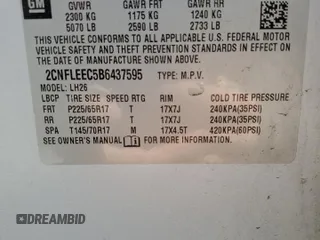 GM
GVWR GAWR FRT GAWR RR
2300 KG 1175 KG 1240 KG
5070 LB 2590 LB 2733 LB
THIS VEHICLE CONFORMS TO ALL APPLICABLE U.S. FEDERAL MOTOR
VEHICLE SAFETY AND BUMPER STANDARDS IN EFFECT ON
THE DATE OF MANUFACTURE SHOWN ABOVE.
2CNFLEEC5B6437595 TYPE: M.P.V.
MODEL: LH26
LBCP TIRE SIZE SPEED RTG RIM COLD TIRE PRESSURE
FRT P225/65R17 T 17X7J 240KPA(35PSI)
RR P225/65R17 T 17X7J 240KPA(35PSI)
SPA T145/70R17 M 17X4.5T 420KPA(60PSI)
SEE OWNER'S MANUAL FOR MORE INFORMATION.
DREAMBID